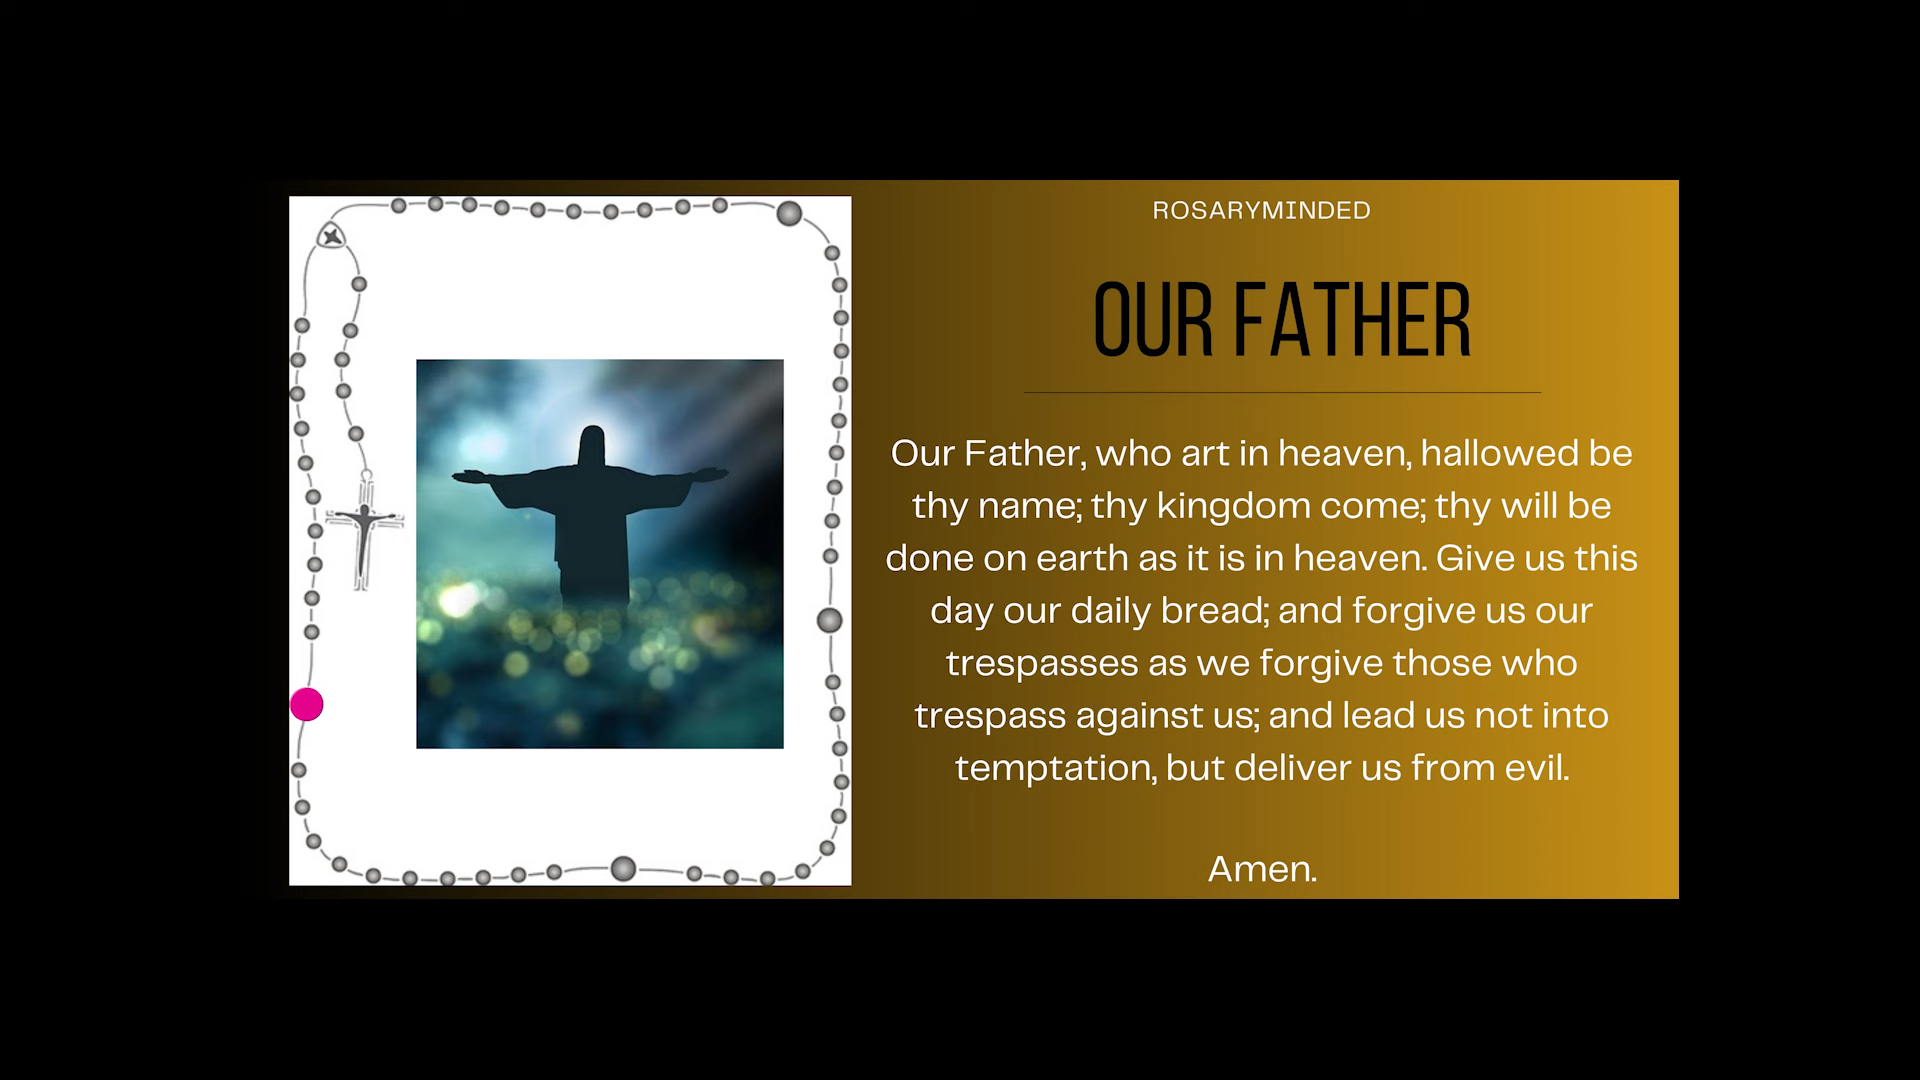 ROSARYMINDED
OUR FATHER
Our Father, who art in heaven, hallowed be
thy name; thy kingdom come; thy will be
done on earth as it is in heaven. Give us this
day our daily bread; and forgive us our
trespasses as we forgive those who
trespass against us; and lead us not into
temptation, but deliver us from evil.
Amen.